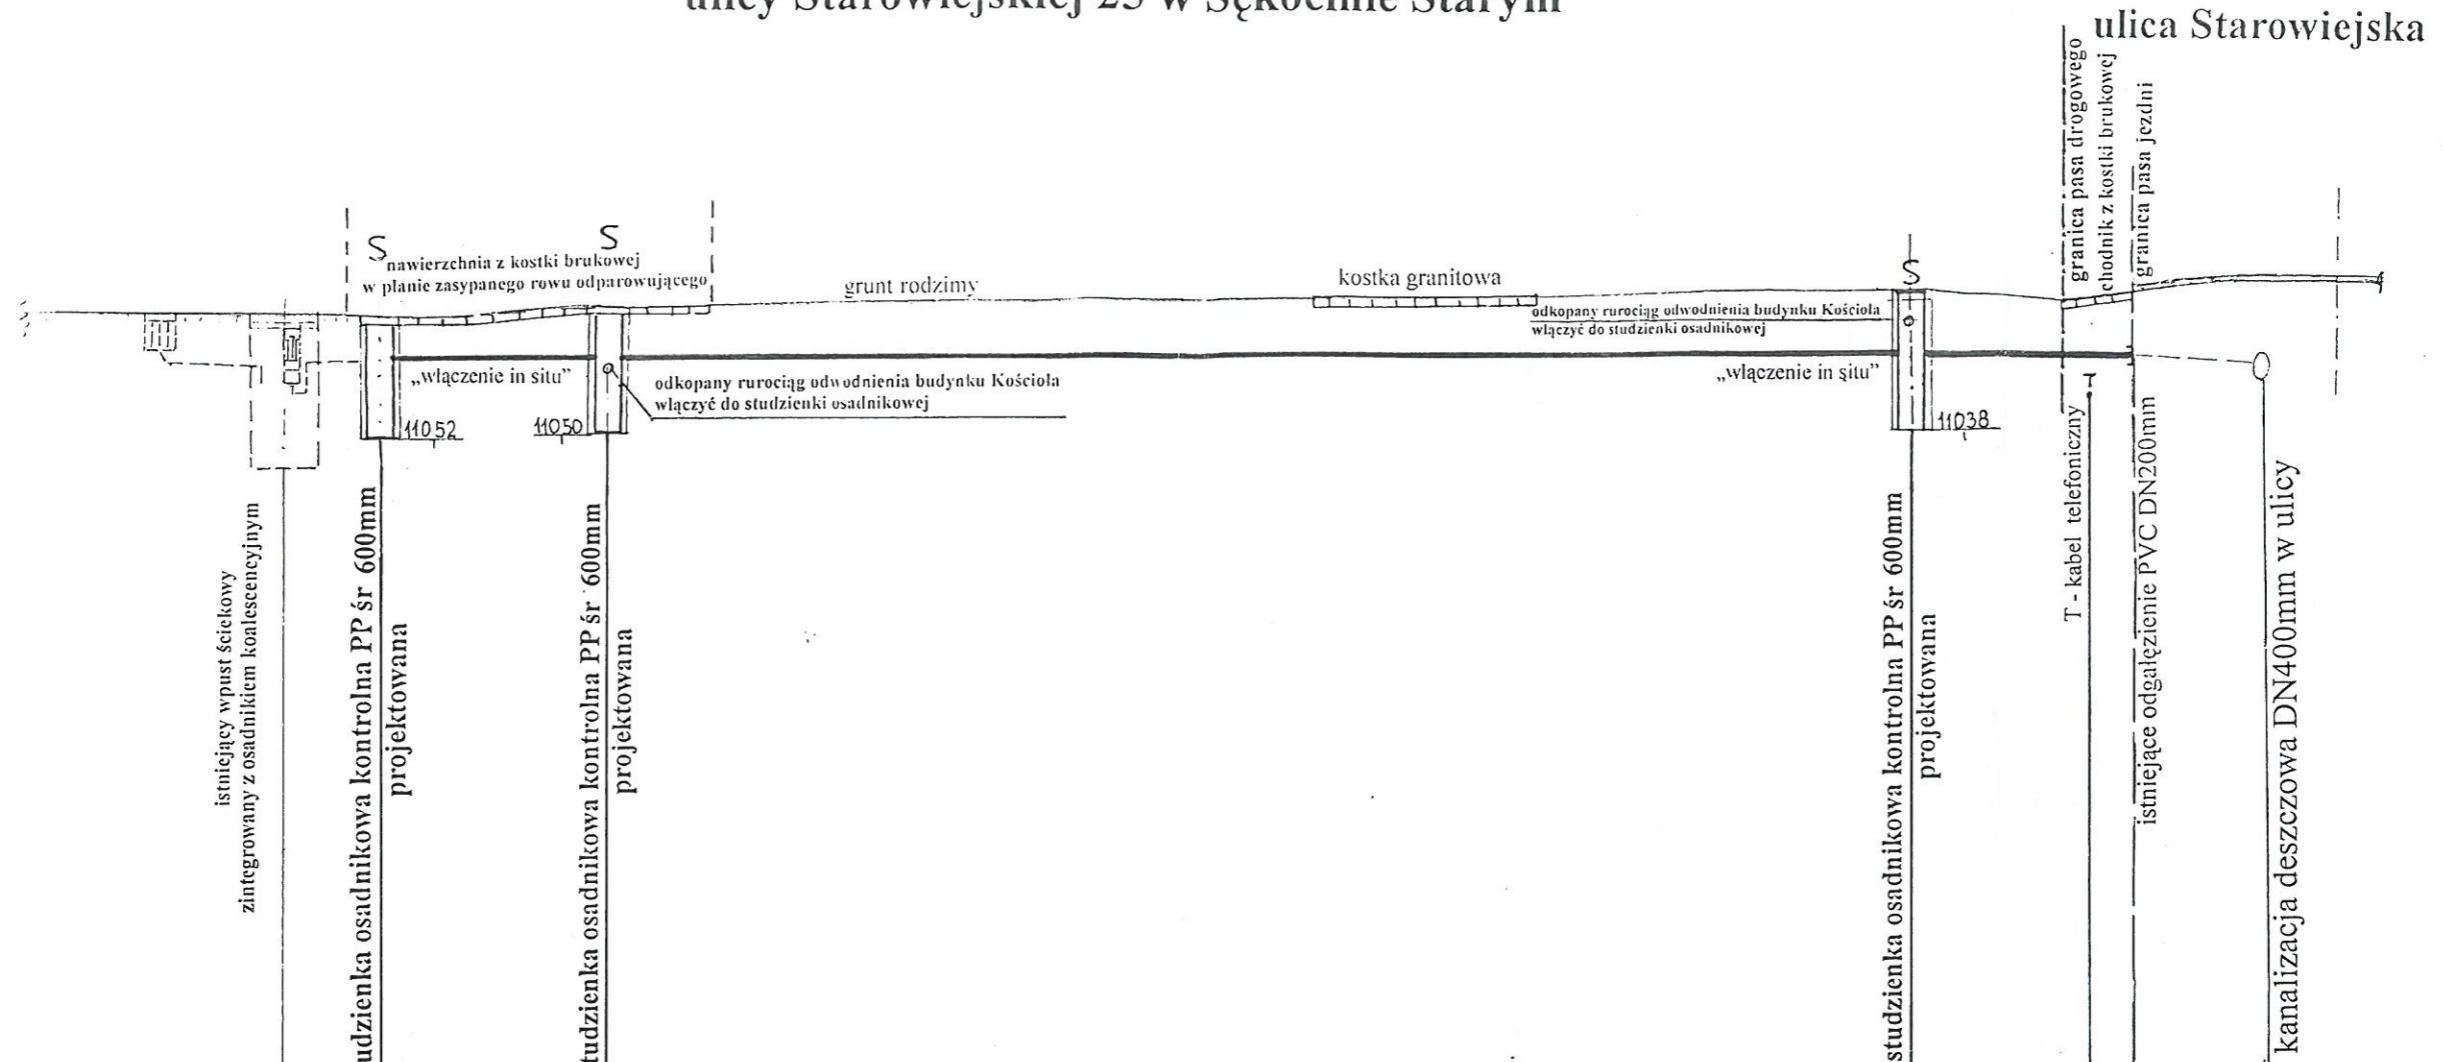 ulicy Starowiejskiej 25 w Sękocinie Starym
ulica Starowiejska
granica pasa drogowego
chodnik z kostki brukowej
granica pasa jezdni
S
S
S
nawierzchnia z kostki brukowej
w planie zasypanego rowu odparowującego
grunt rodzimy
kostka granitowa
odkopany rurociąg odwodnienia budynku Kościoła
włączyć do studzienki osadnikowej
„włączenie in situ”
odkopany rurociąg odwodnienia budynku Kościoła
włączyć do studzienki osadnikowej
„włączenie in situ”
T
11052
11050
11038
istniejący wpust ściekowy
zintegrowany z osadnikiem koalescencyjnym
udzienka osadnikowa kontrolna PP śr 600mm
projektowana
tudzienka osadnikowa kontrolna PP śr 600mm
projektowana
studzienka osadnikowa kontrolna PP śr 600mm
projektowana
T - kabel telefoniczny
istniejące odgałęzienie PVC DN200mm
kanalizacja deszczowa DN400mm w ulicy